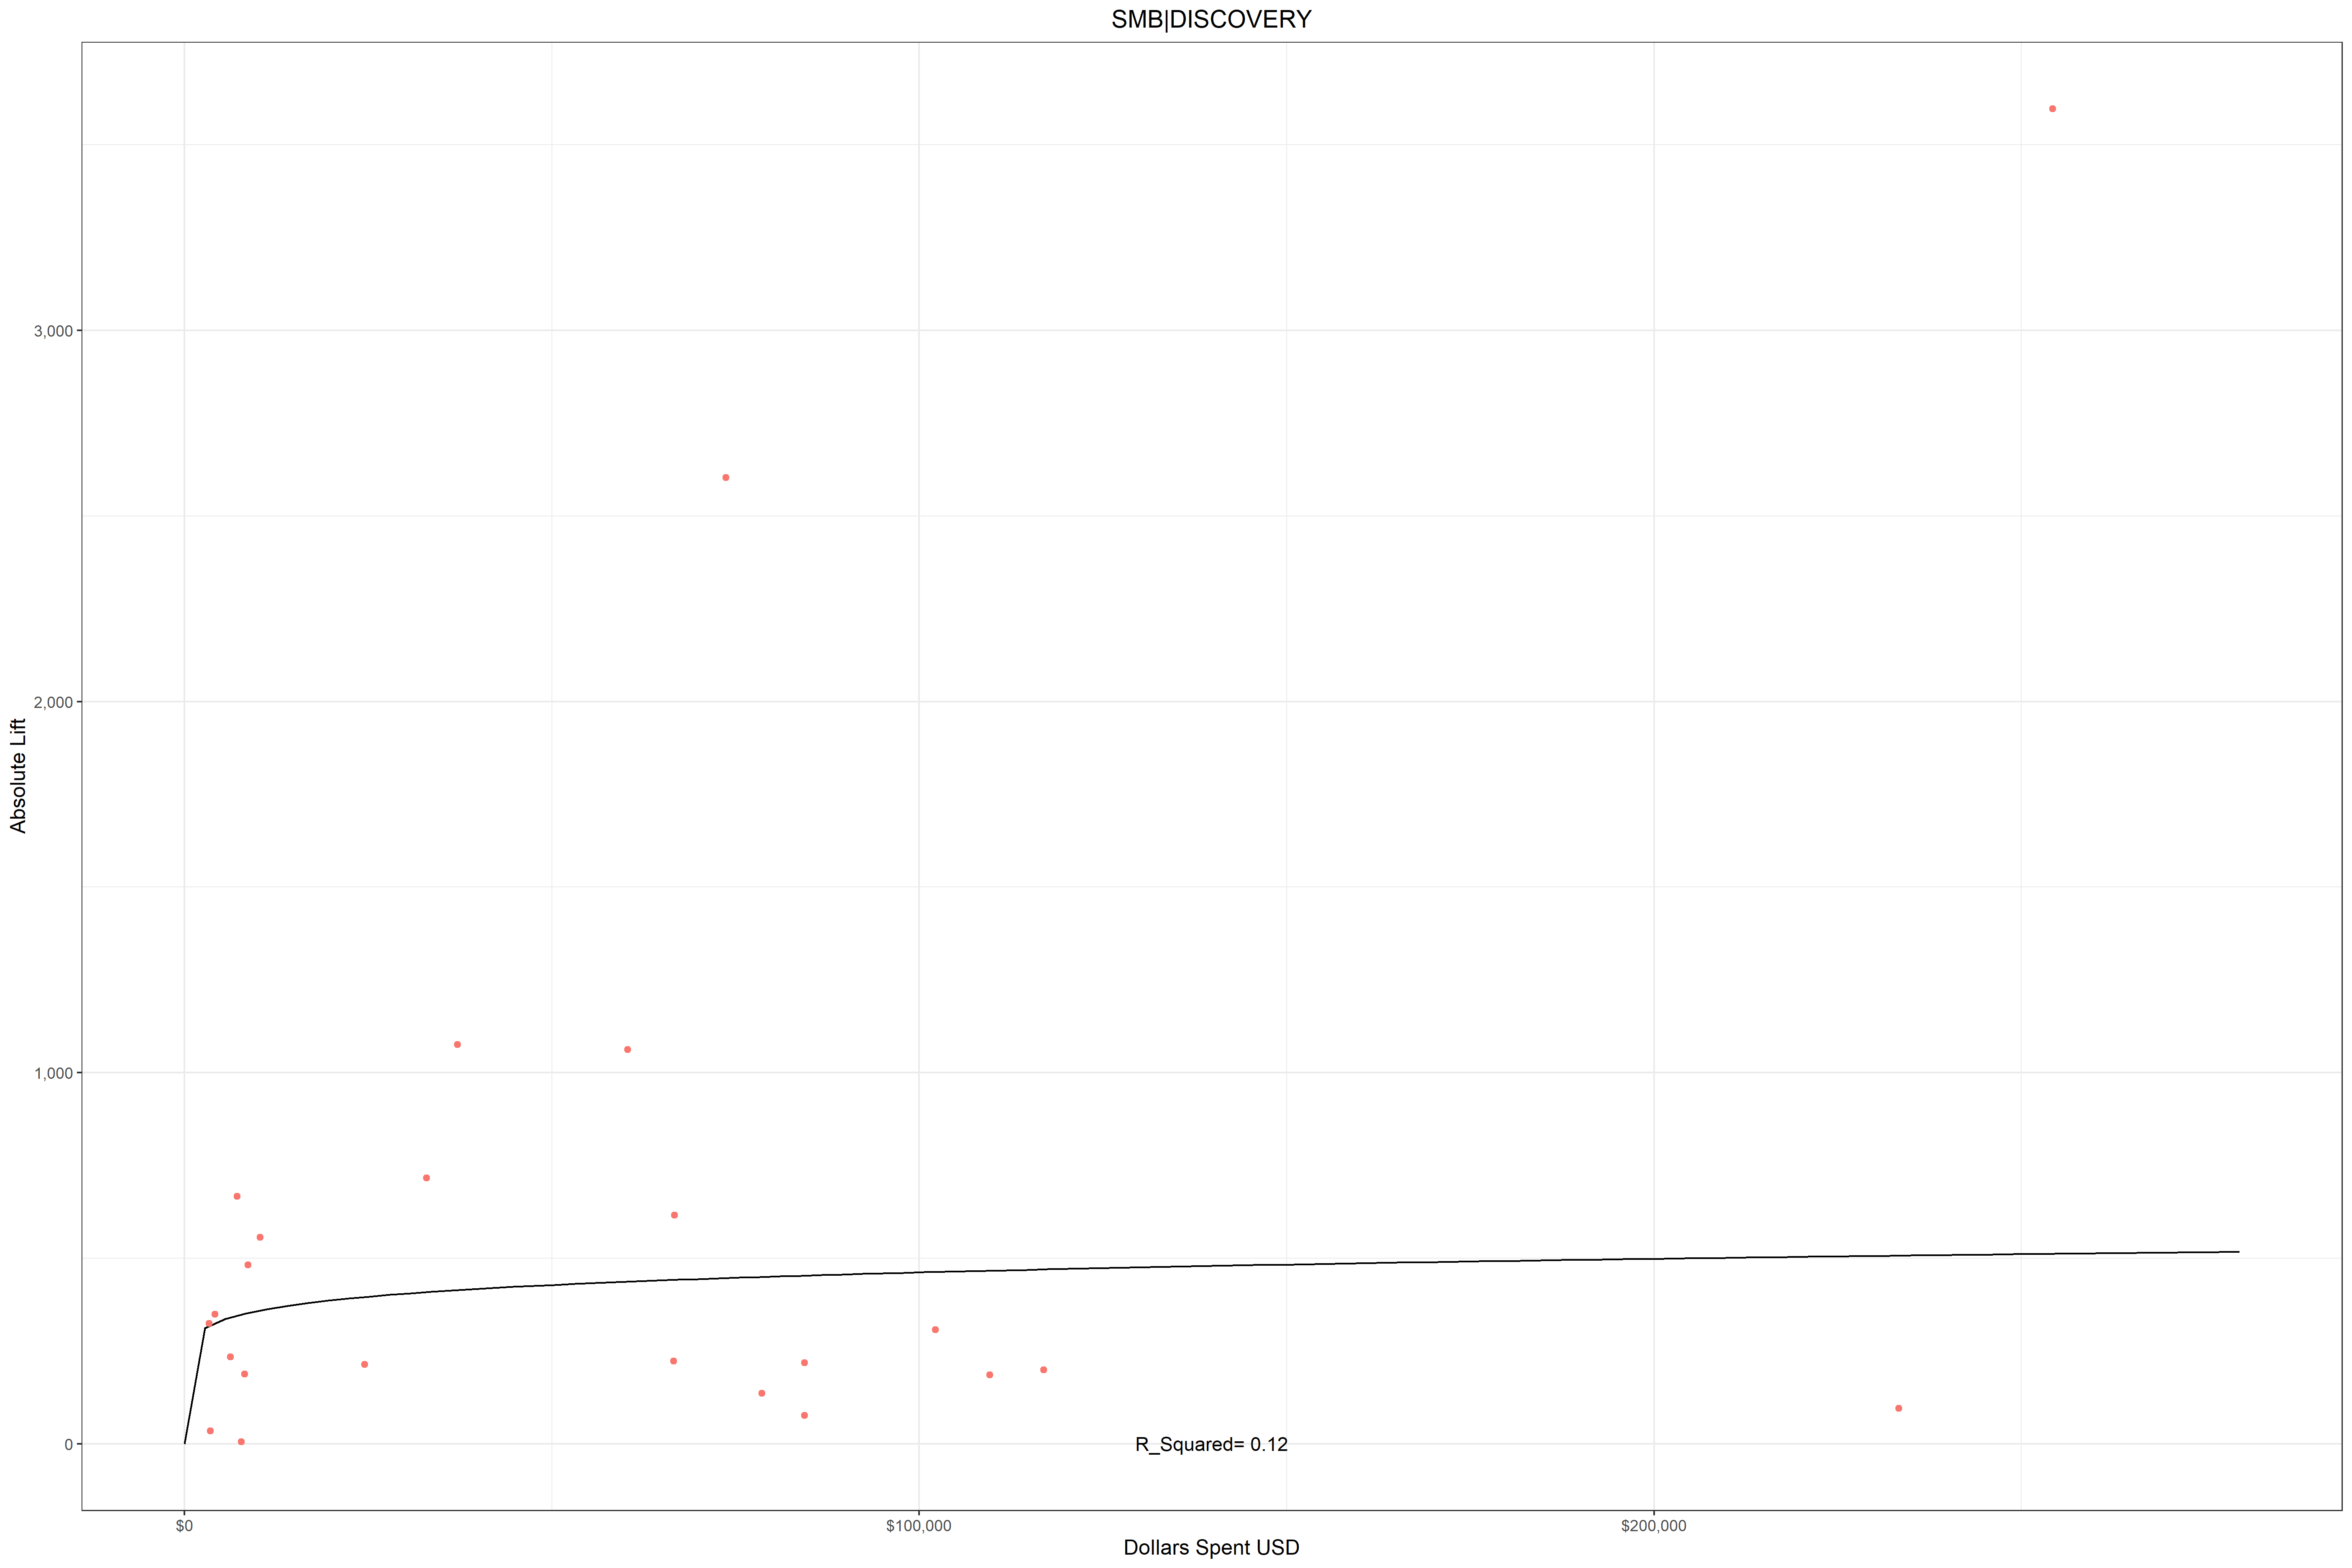 SMB|DISCOVERY
Absolute Lift
3,000
2,000
1,000
0
R_Squared= 0.12
$0
$100,000
$200,000
Dollars Spent USD